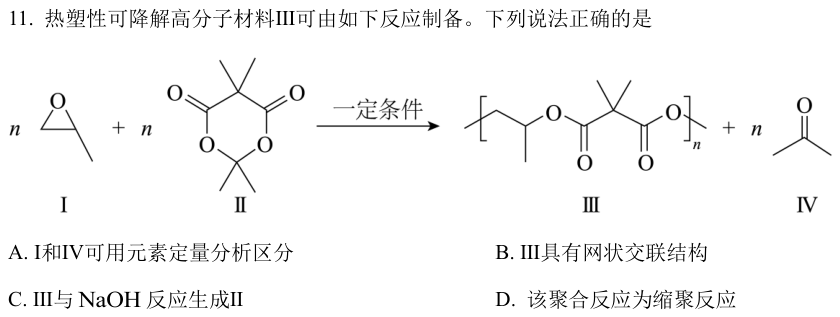 11. 热塑性可降解高分子材料III可由如下反应制备。下列说法正确的是
n O + n O O O O 一定条件 O O O O n + n O
I II III IV
A. I和IV可用元素定量分析区分 B. III具有网状交联结构
C. III与 NaOH 反应生成II D. 该聚合反应为缩聚反应